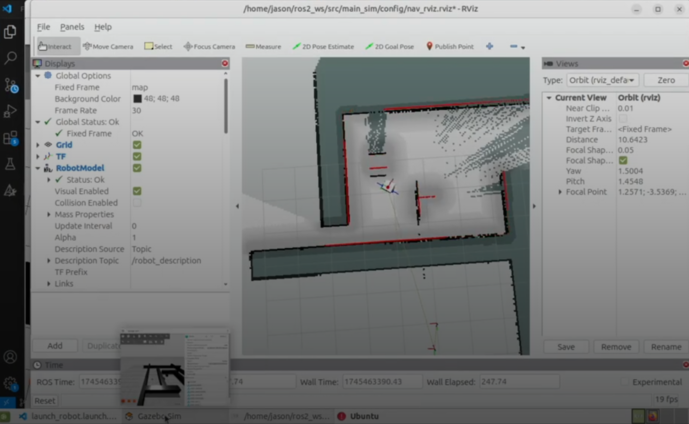 /home/jason/ros2_ws/src/main_sim/config/nav_rviz.rviz* - RViz
File Panels Help
Interact Move Camera Select Focus Camera Measure 2D Pose Estimate 2D Goal Pose Publish Point
Displays
Global Options
Fixed Frame map
Background Color 48; 48; 48
Frame Rate 30
Global Status: Ok
Fixed Frame OK
Grid
TF
RobotModel
Status: Ok
Visual Enabled
Collision Enabled
Mass Properties
Update Interval 0
Alpha 1
Description Source Topic
Description Topic /robot_description
TF Prefix
Links
Add Duplicate
Views
Type: Orbit (rviz_defa Zero
Current View Orbit (rviz)
Near Clip ... 0.01
Invert Z Axis
Target Fra... <Fixed Frame>
Distance 10.6423
Focal Shap... 0.05
Focal Shap...
Yaw 1.5004
Pitch 1.4548
Focal Point 1.2571; -3.5369; ...
Save Remove Rename
Time
ROS Time: 17454633 .74 Wall Time: 1745463390.43 Wall Elapsed: 247.74 Experimental
Reset 19 fps
launch_robot.launch... Gazebo Sim /home/jason/ros2_ws... Ubuntu